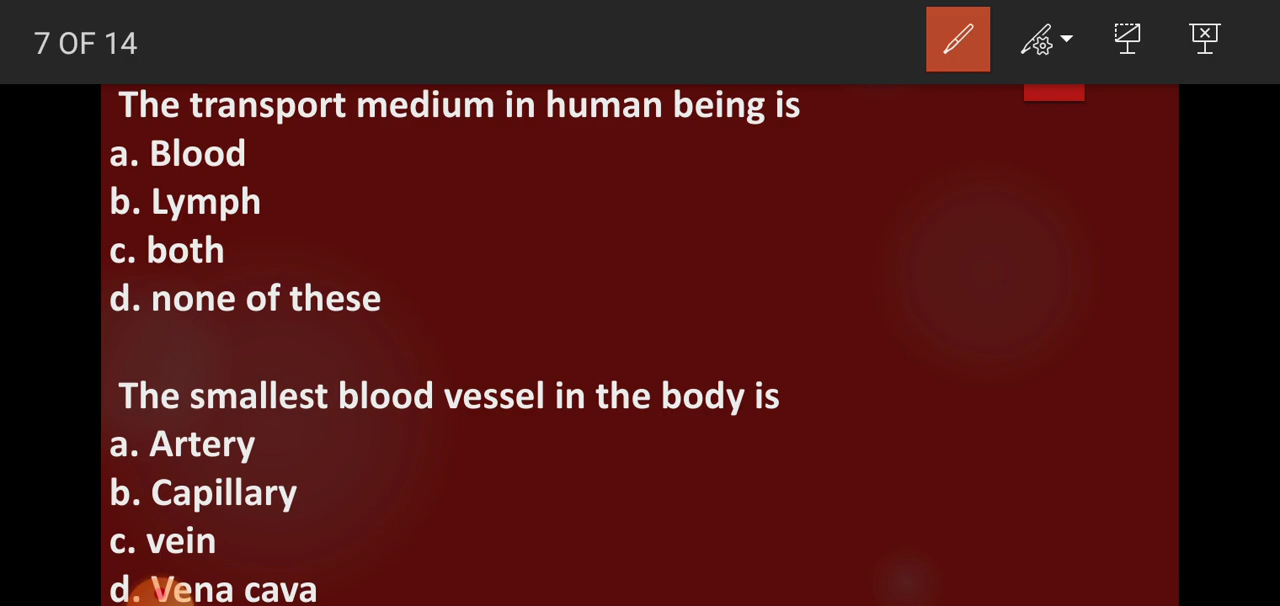 7 OF 14
The transport medium in human being is
a. Blood
b. Lymph
c. both
d. none of these
The smallest blood vessel in the body is
a. Artery
b. Capillary
c. vein
d. Vena cava